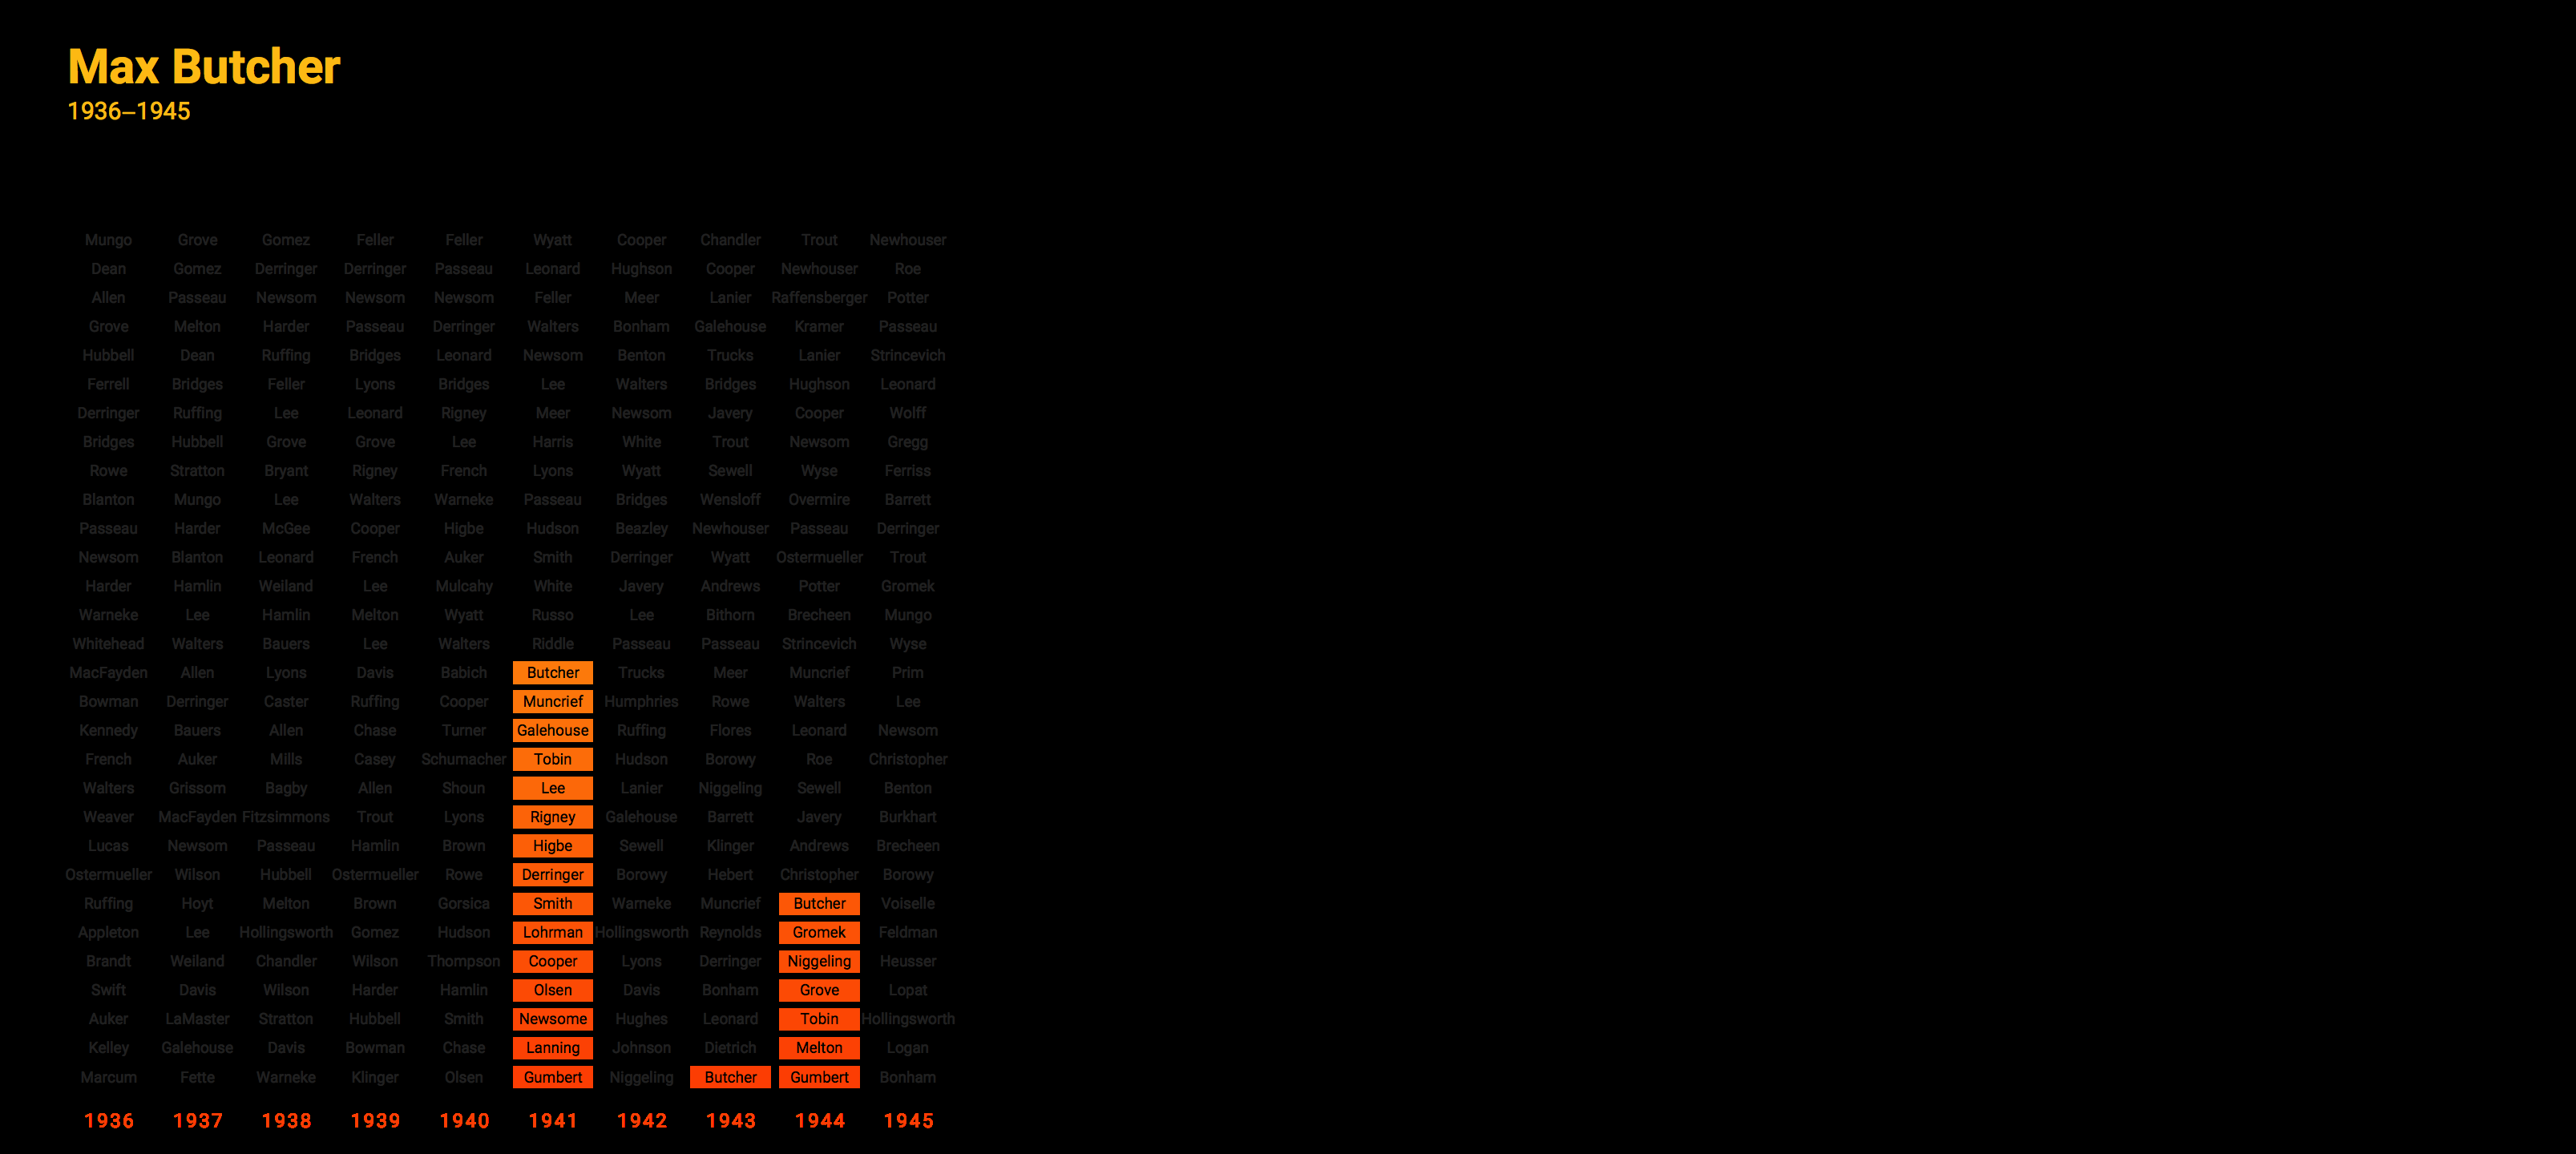 Max Butcher
1936–1945
Mungo Grove Gomez Feller Feller Wyatt Cooper Chandler Trout Newhouser
Dean Gomez Derringer Derringer Passeau Leonard Hughson Cooper Newhouser Roe
Allen Passeau Newsom Newsom Newsom Feller Meer Lanier Raffensberger Potter
Grove Melton Harder Passeau Derringer Walters Bonham Galehouse Kramer Passeau
Hubbell Dean Ruffing Bridges Leonard Newsom Benton Trucks Lanier Strincevich
Ferrell Bridges Feller Lyons Bridges Lee Walters Bridges Hughson Leonard
Derringer Ruffing Lee Leonard Rigney Meer Newsom Javery Cooper Wolff
Bridges Hubbell Grove Grove Lee Harris White Trout Newsom Gregg
Rowe Stratton Bryant Rigney French Lyons Wyatt Sewell Wyse Ferriss
Blanton Mungo Lee Walters Warneke Passeau Bridges Wensloff Overmire Barrett
Passeau Harder McGee Cooper Higbe Hudson Beazley Newhouser Passeau Derringer
Newsom Blanton Leonard French Auker Smith Derringer Wyatt Ostermueller Trout
Harder Hamlin Weiland Lee Mulcahy White Javery Andrews Potter Gromek
Warneke Lee Hamlin Melton Wyatt Russo Lee Bithorn Brecheen Mungo
Whitehead Walters Bauers Lee Walters Riddle Passeau Passeau Strincevich Wyse
MacFayden Allen Lyons Davis Babich Butcher Trucks Meer Muncrief Prim
Bowman Derringer Caster Ruffing Cooper Muncrief Humphries Rowe Walters Lee
Kennedy Bauers Allen Chase Turner Galehouse Ruffing Flores Leonard Newsom
French Auker Mills Casey Schumacher Tobin Hudson Borowy Roe Christopher
Walters Grissom Bagby Allen Shoun Lee Lanier Niggeling Sewell Benton
Weaver MacFayden Fitzsimmons Trout Lyons Rigney Galehouse Barrett Javery Burkhart
Lucas Newsom Passeau Hamlin Brown Higbe Sewell Klinger Andrews Brecheen
Ostermueller Wilson Hubbell Ostermueller Rowe Derringer Borowy Hebert Christopher Borowy
Ruffing Hoyt Melton Brown Gorsica Smith Warneke Muncrief Butcher Voiselle
Appleton Lee Hollingsworth Gomez Hudson Lohrman Hollingsworth Reynolds Gromek Feldman
Brandt Weiland Chandler Wilson Thompson Cooper Lyons Derringer Niggeling Heusser
Swift Davis Wilson Harder Hamlin Olsen Davis Bonham Grove Lopat
Auker LaMaster Stratton Hubbell Smith Newsome Hughes Leonard Tobin Hollingsworth
Kelley Galehouse Davis Bowman Chase Lanning Johnson Dietrich Melton Logan
Marcum Fette Warneke Klinger Olsen Gumbert Niggeling Butcher Gumbert Bonham
1936 1937 1938 1939 1940 1941 1942 1943 1944 1945